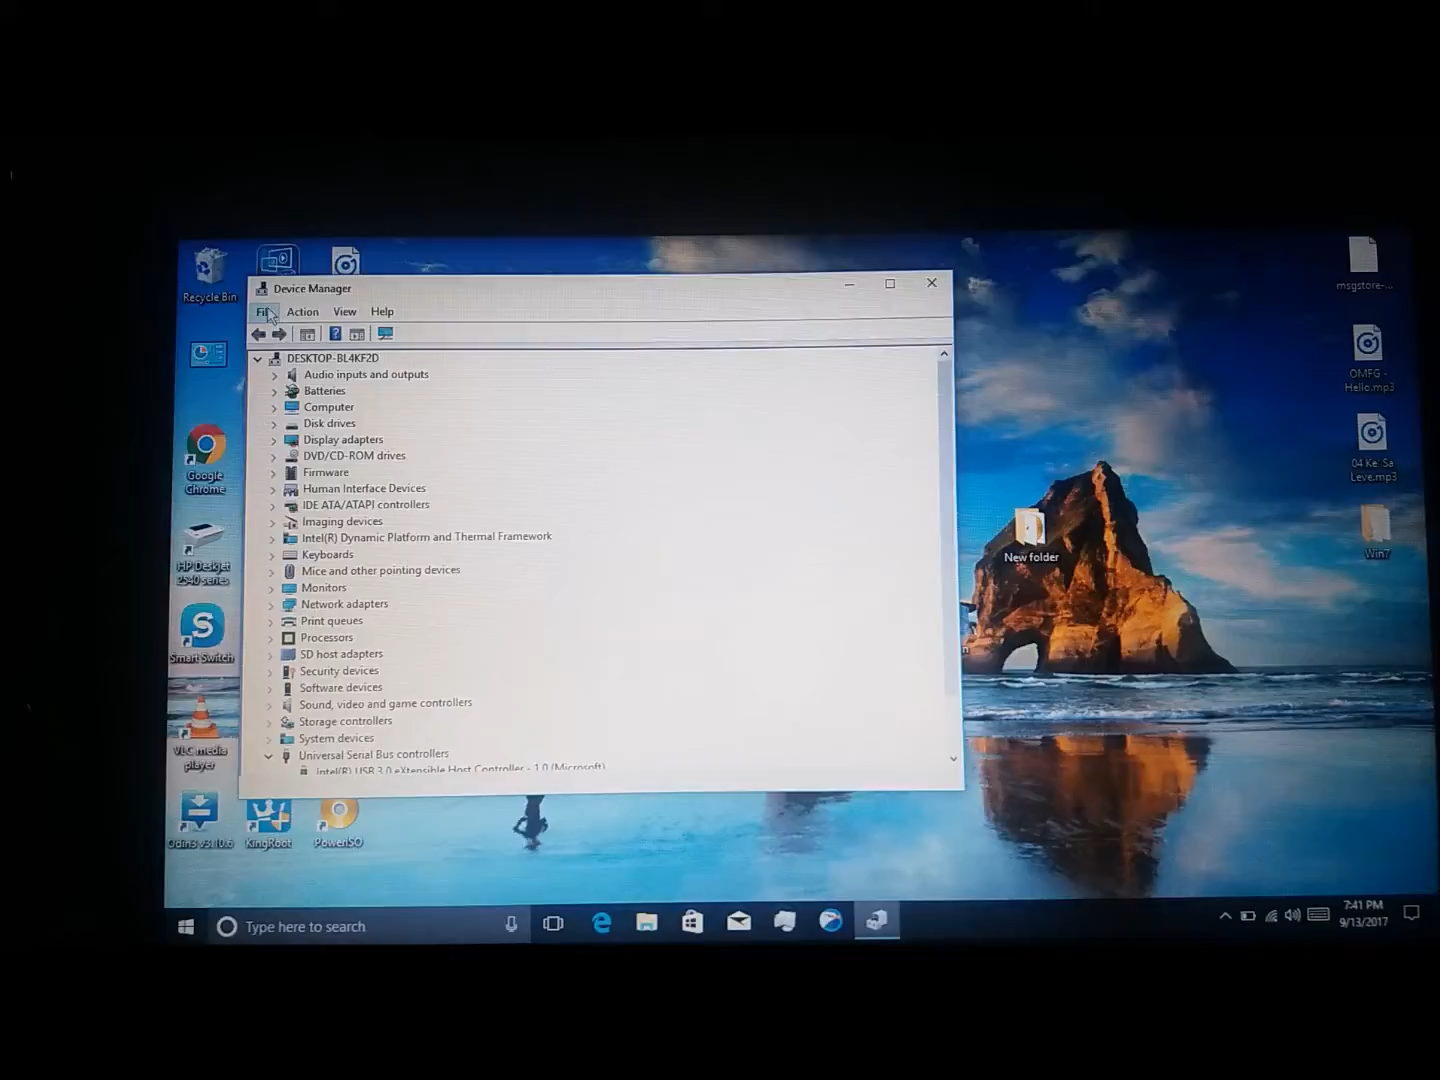 Recycle Bin
Google
Chrome
HP Deskjet
2540 series
Smart Switch
VLC media
player
Odin3 v3.10.6
KingRoot
PowerISO
Device Manager
Action
View
Help
DESKTOP-BL4KF2D
Audio inputs and outputs
Batteries
Computer
Disk drives
Display adapters
DVD/CD-ROM drives
Firmware
Human Interface Devices
IDE ATA/ATAPI controllers
Imaging devices
Intel(R) Dynamic Platform and Thermal Framework
Keyboards
Mice and other pointing devices
Monitors
Network adapters
Print queues
Processors
SD host adapters
Security devices
Software devices
Sound, video and game controllers
Storage controllers
System devices
Universal Serial Bus controllers
Intel(R) USB 3.0 eXtensible Host Controller - 1.0 (Microsoft)
New folder
msgstore-...
OMFG -
Hello.mp3
04 Ke Sa
Leve.mp3
Win7
Type here to search
7:41 PM
9/13/2017